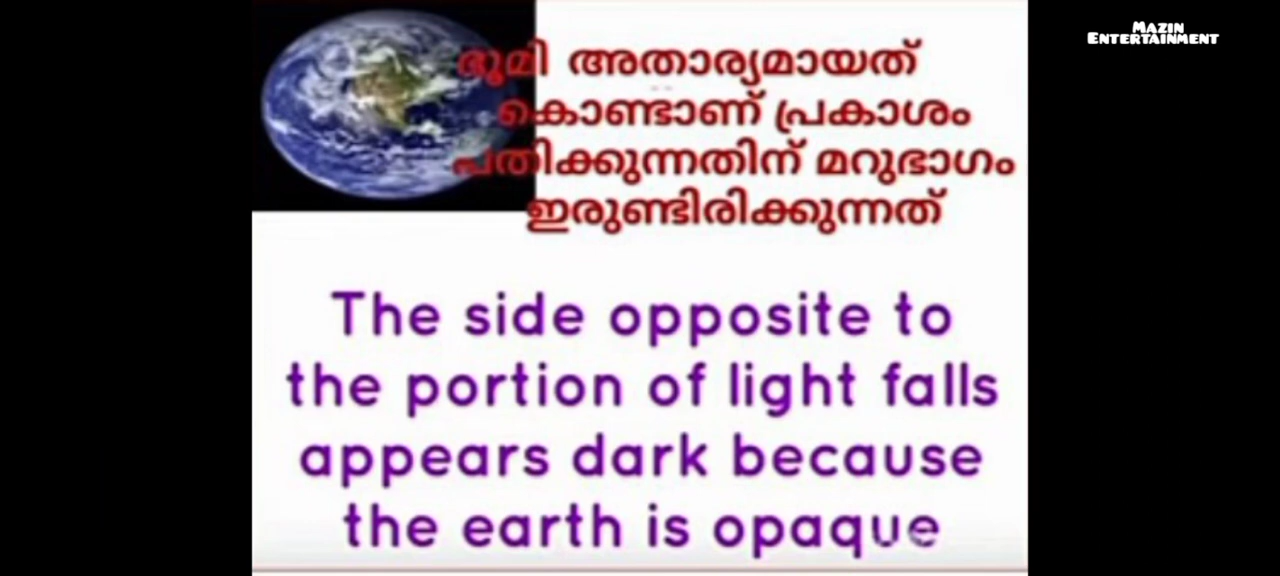 MAZIN
ENTERTAINMENT
ഭൂമി അതാര്യമായത്
കൊണ്ടാണ് പ്രകാശം
പതിക്കുന്നതിന് മറുഭാഗം
ഇരുണ്ടിരിക്കുന്നത്
The side opposite to
the portion of light falls
appears dark because
the earth is opaque